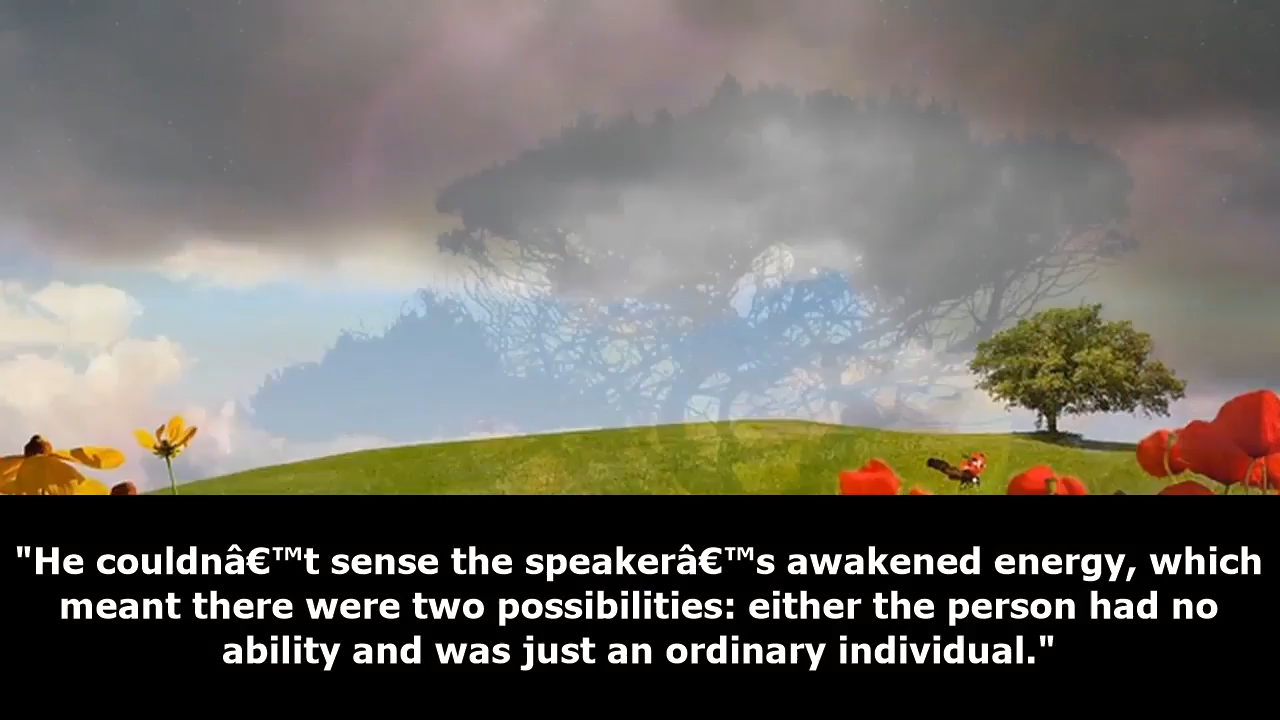 "He couldnâ€™t sense the speakerâ€™s awakened energy, which
meant there were two possibilities: either the person had no
ability and was just an ordinary individual."